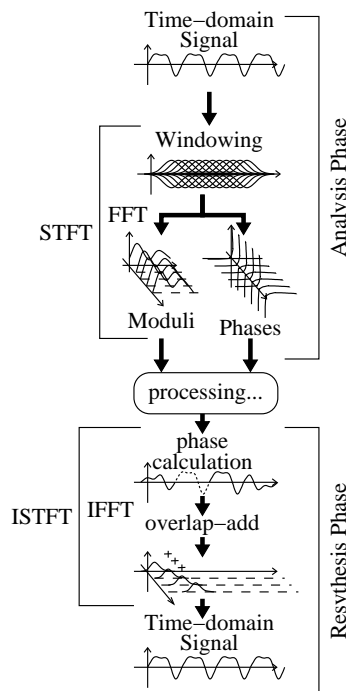 Time-domain
Signal
Windowing
FFT
STFT
Analysis Phase
Moduli
Phases
processing...
phase
calculation
ISTFT
IFFT
overlap-add
+
+
+
Resythesis Phase
Time-domain
Signal